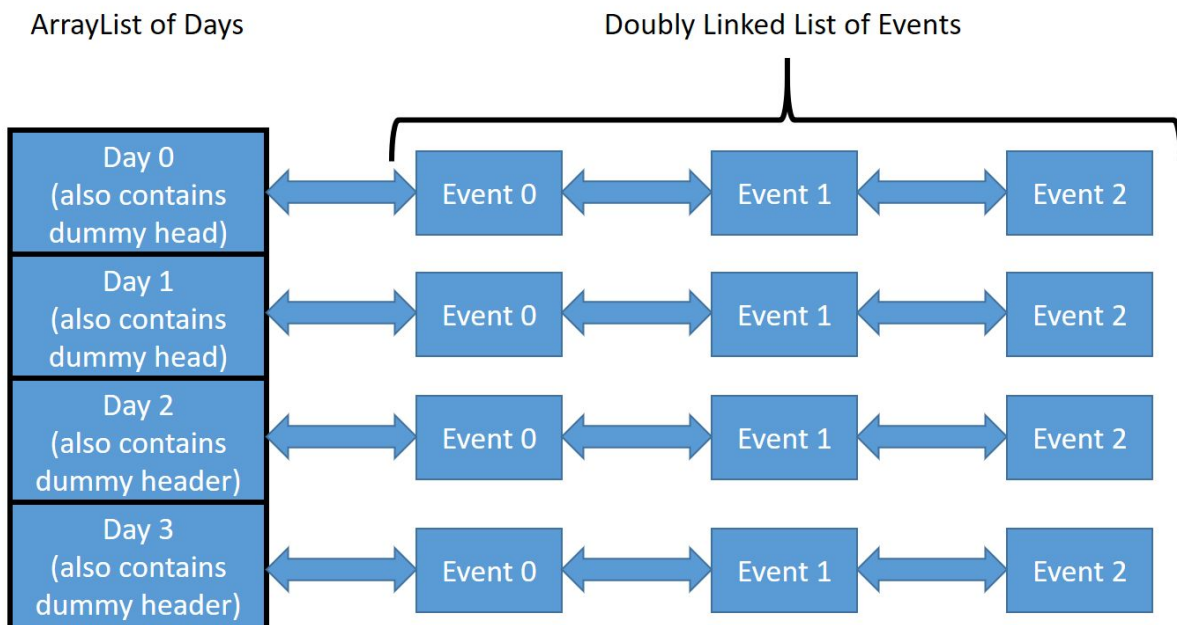 ArrayList of Days
Doubly Linked List of Events
Day 0
(also contains
dummy head)
Event 0
Event 1
Event 2
Day 1
(also contains
dummy head)
Event 0
Event 1
Event 2
Day 2
(also contains
dummy header)
Event 0
Event 1
Event 2
Day 3
(also contains
dummy header)
Event 0
Event 1
Event 2